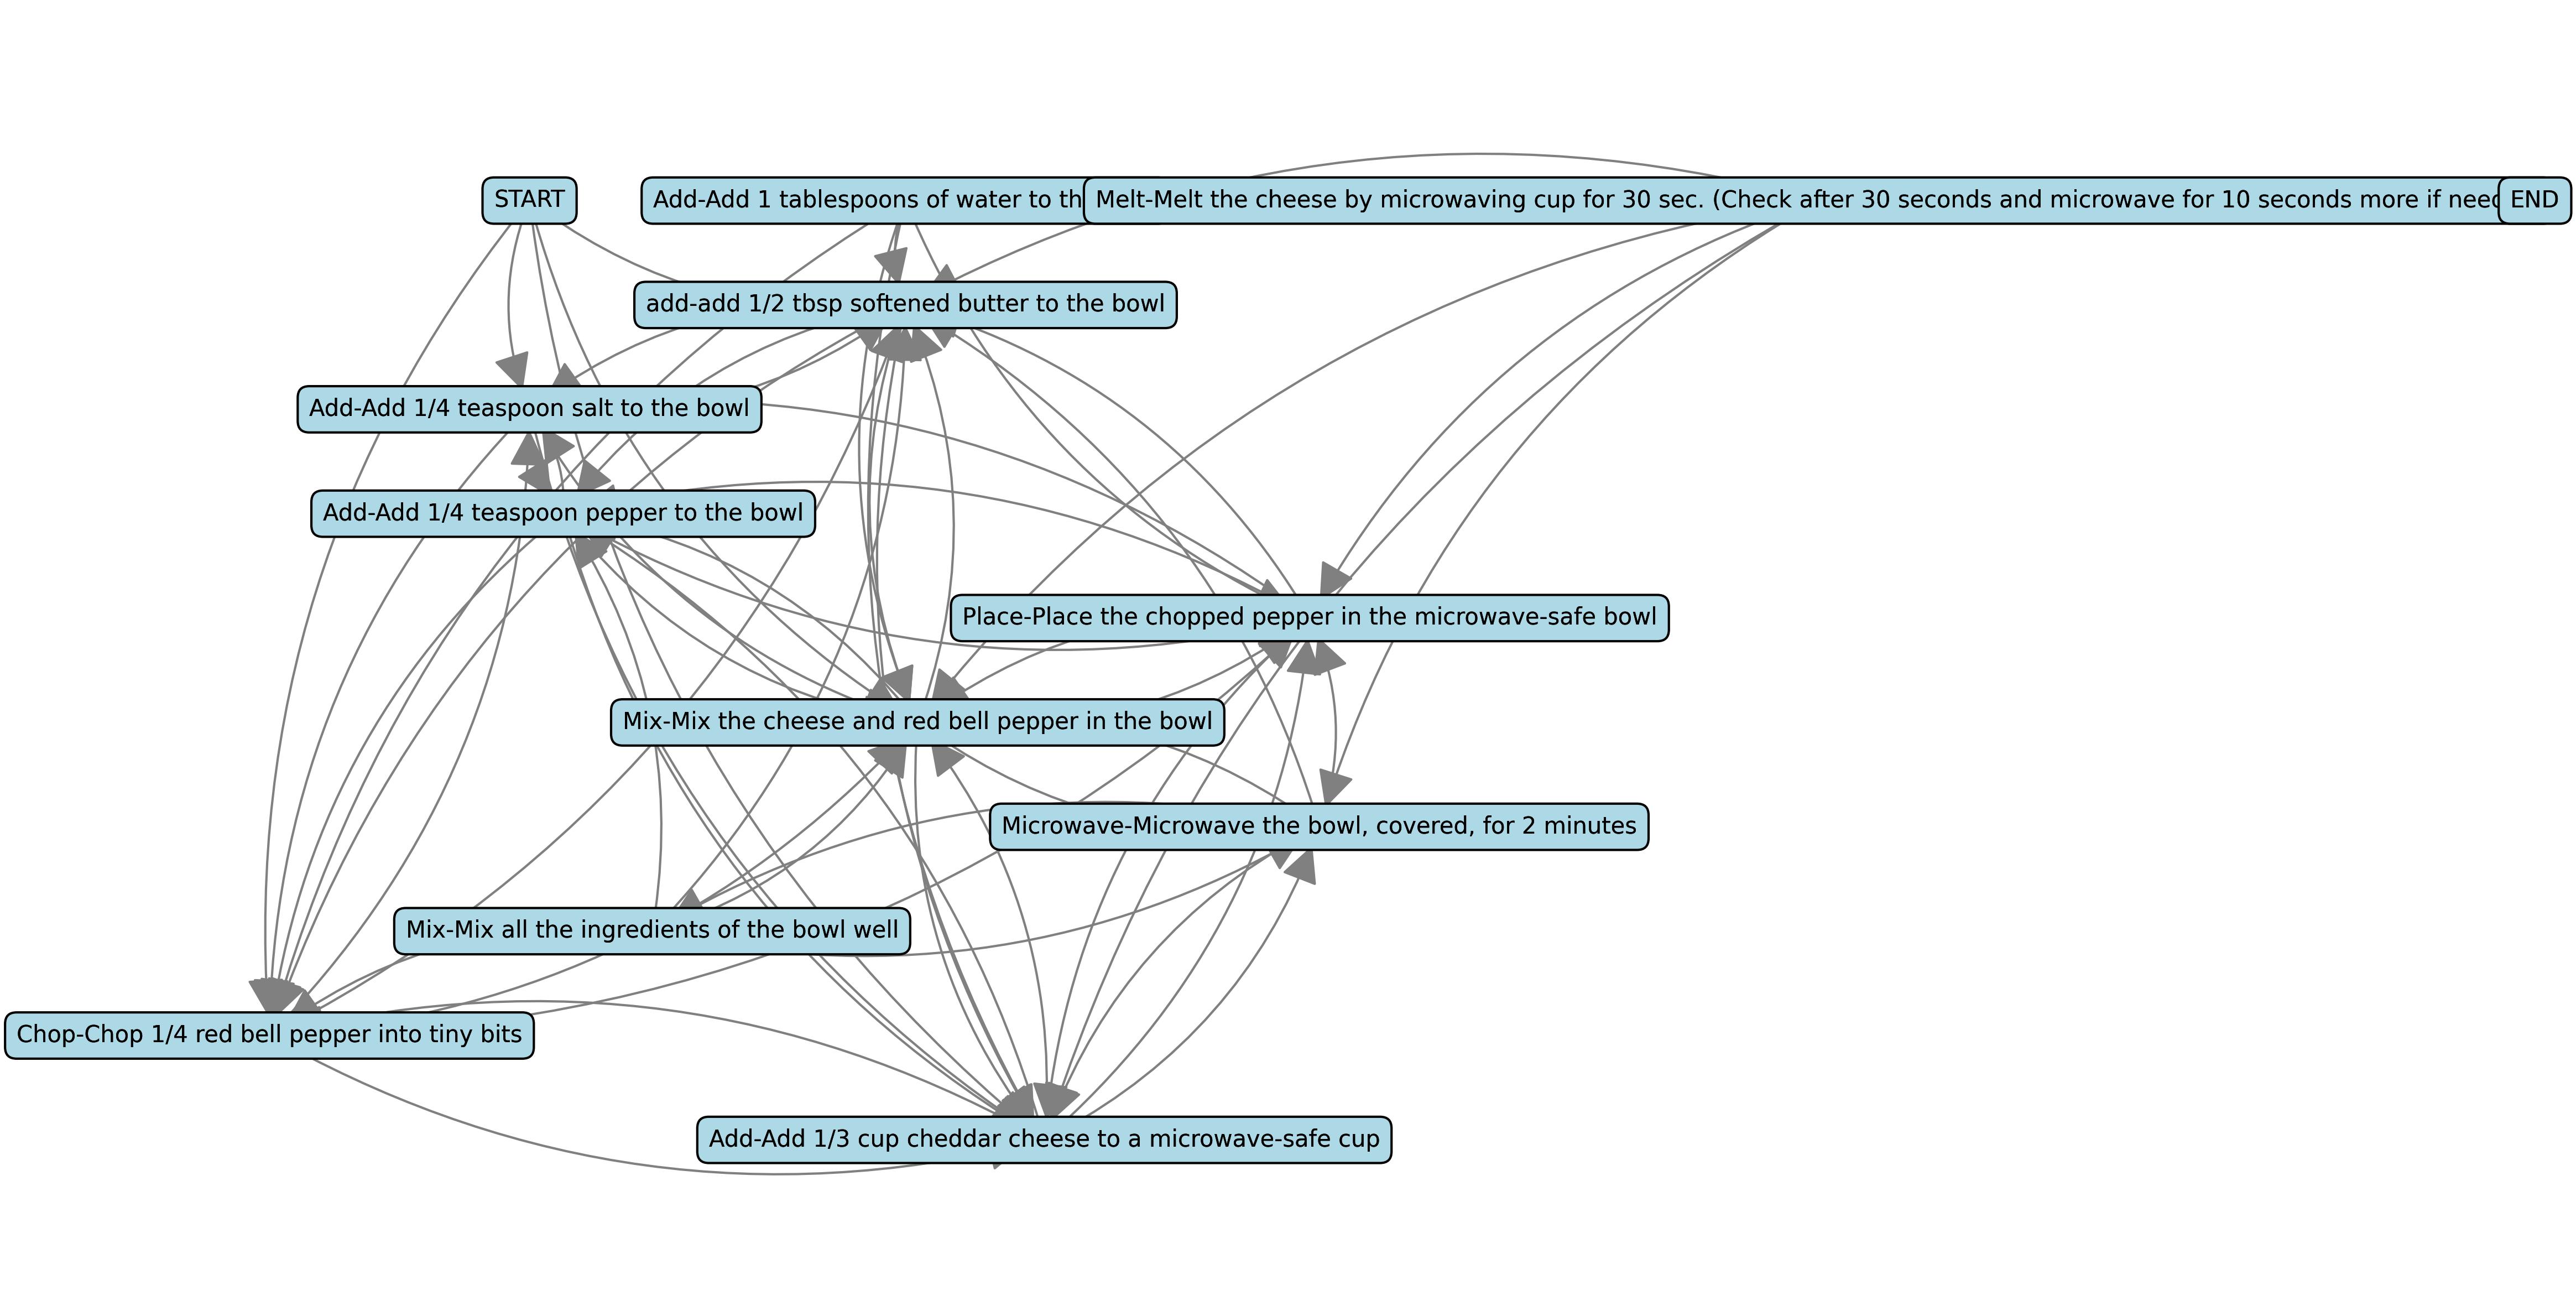 START
Add-Add 1 tablespoons of water to th
Melt-Melt the cheese by microwaving cup for 30 sec. (Check after 30 seconds and microwave for 10 seconds more if need
END
add-add 1/2 tbsp softened butter to the bowl
Add-Add 1/4 teaspoon salt to the bowl
Add-Add 1/4 teaspoon pepper to the bowl
Place-Place the chopped pepper in the microwave-safe bowl
Mix-Mix the cheese and red bell pepper in the bowl
Microwave-Microwave the bowl, covered, for 2 minutes
Mix-Mix all the ingredients of the bowl well
Chop-Chop 1/4 red bell pepper into tiny bits
Add-Add 1/3 cup cheddar cheese to a microwave-safe cup